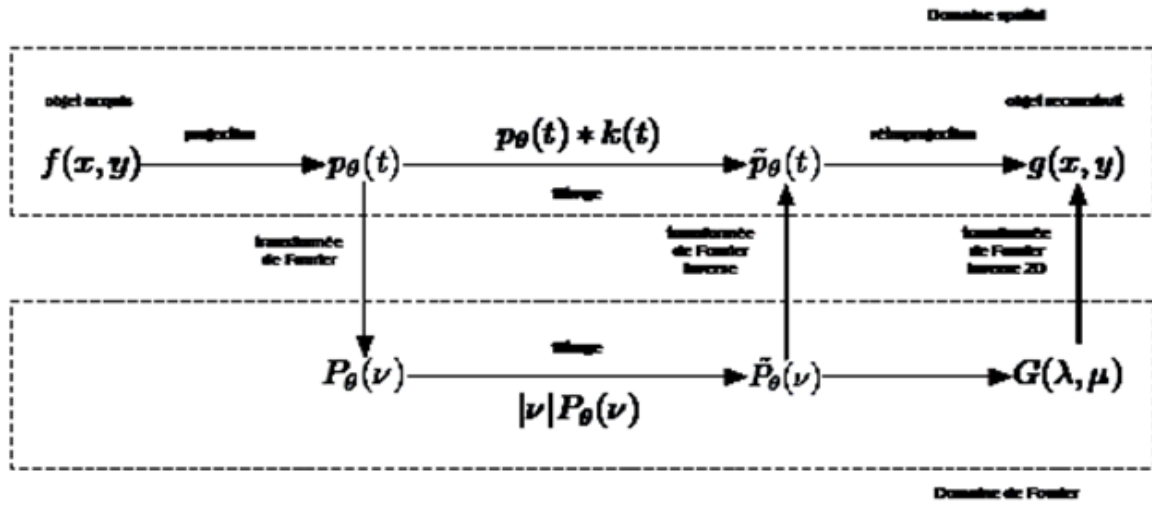 Domaine spatial
objet acquis
objet reconstruit
projection
p_θ(t) * k(t)
rétroprojection
f(x, y)
p_θ(t)
p̃_θ(t)
g(x, y)
filtrage
transformée
de Fourier
transformée
de Fourier
Inverse
transformée
de Fourier
Inverse 2D
filtrage
P_θ(ν)
P̃_θ(ν)
G(λ, μ)
|ν|P_θ(ν)
Domaine de Fourier